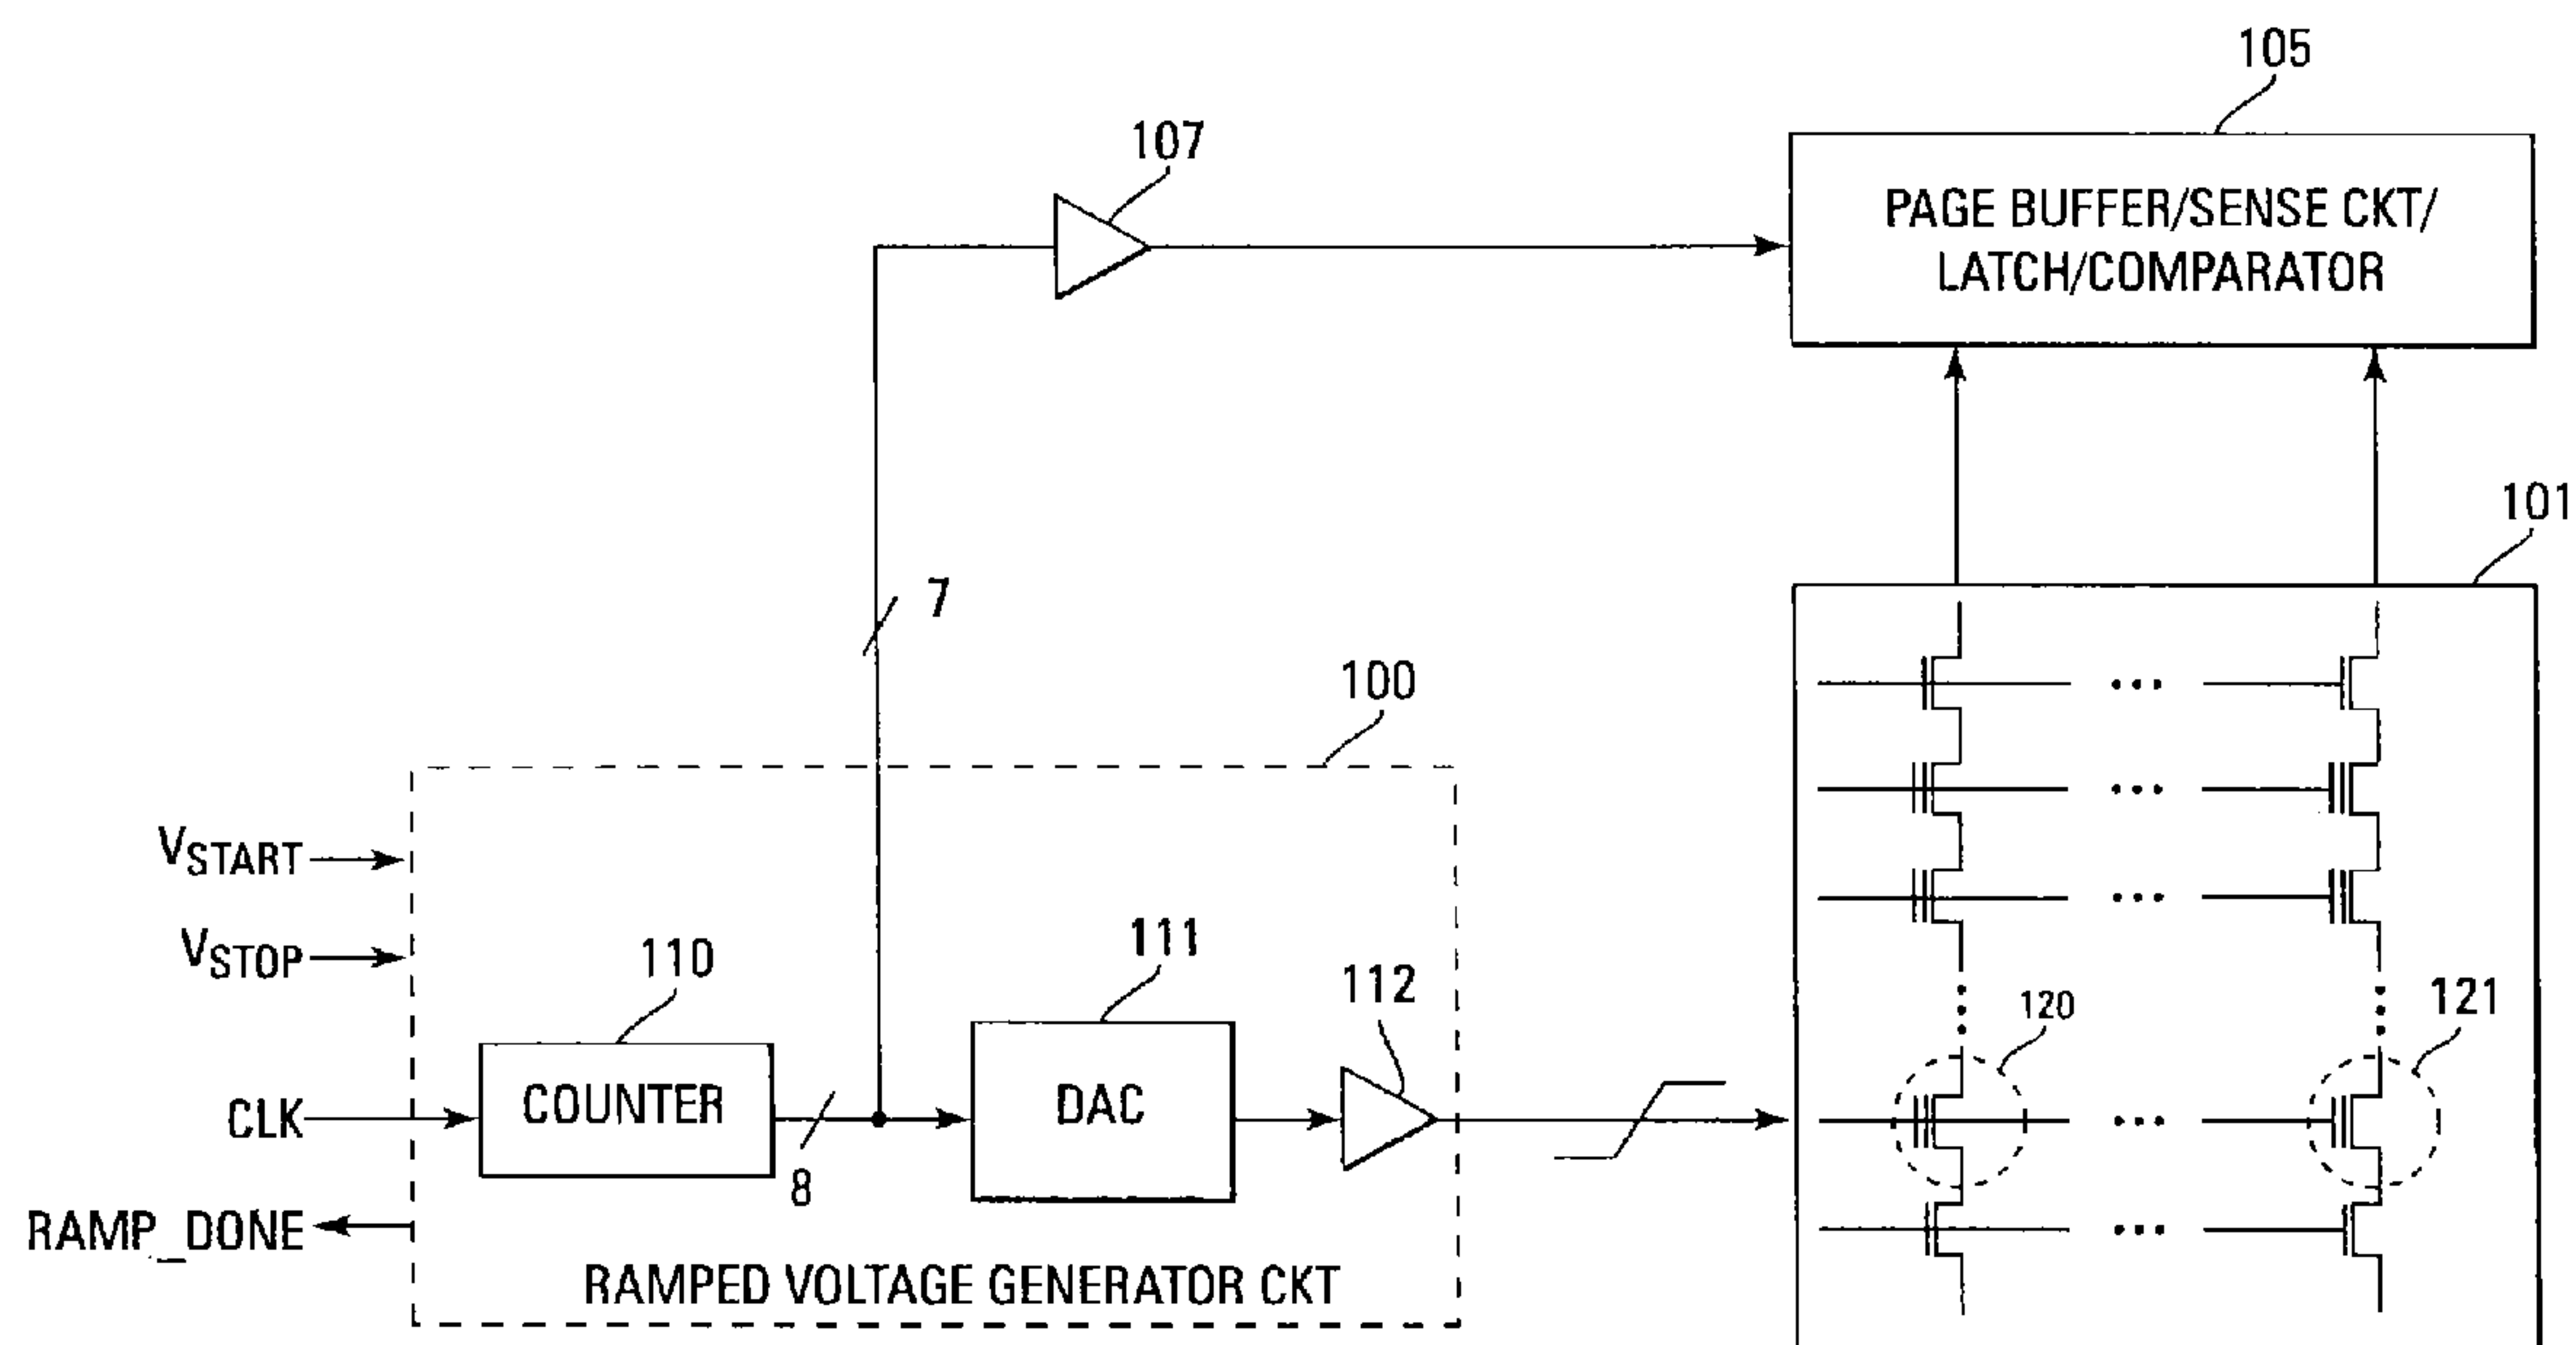 105
107
PAGE BUFFER/SENSE CKT/
LATCH/COMPARATOR
101
7
100
VSTART
VSTOP
110
111
112
120
121
CLK
COUNTER
DAC
8
RAMP_DONE
RAMPED VOLTAGE GENERATOR CKT